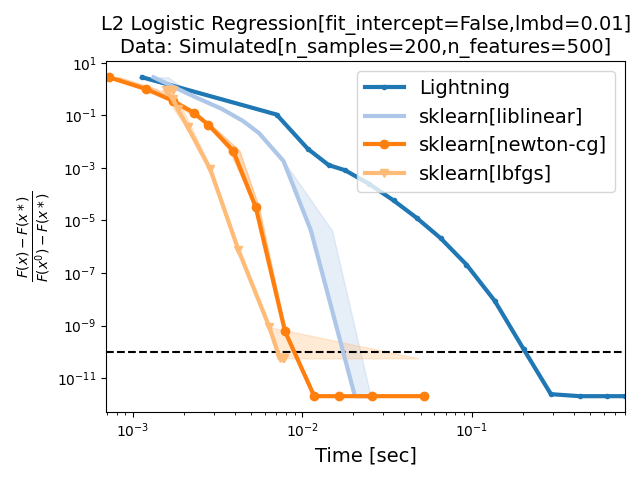 L2 Logistic Regression[fit_intercept=False,lmbd=0.01]
Data: Simulated[n_samples=200,n_features=500]
10¹
10⁻¹
10⁻³
10⁻⁵
10⁻⁷
10⁻⁹
10⁻¹¹
F(x) − F(x*)
F(x⁰) − F(x*)
Lightning
sklearn[liblinear]
sklearn[newton-cg]
sklearn[lbfgs]
10⁻³ 10⁻² 10⁻¹
Time [sec]